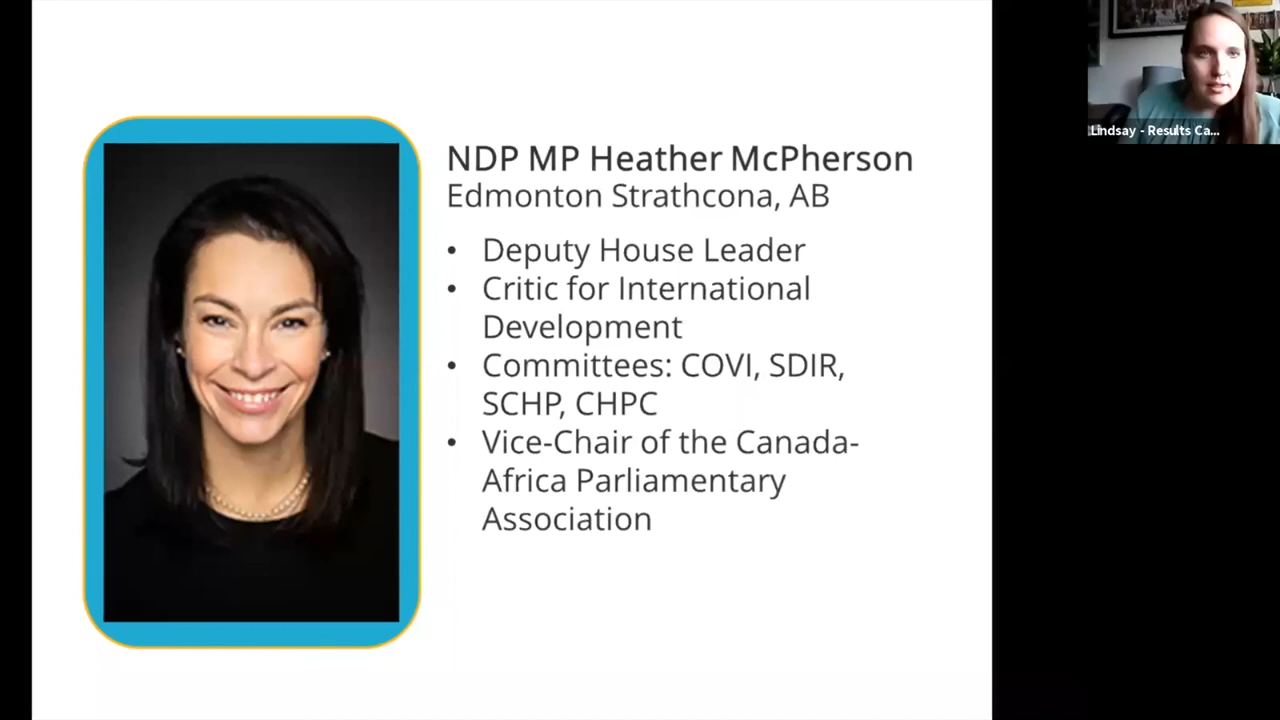 NDP MP Heather McPherson
Edmonton Strathcona, AB
• Deputy House Leader
• Critic for International
Development
• Committees: COVI, SDIR,
SCHP, CHPC
• Vice-Chair of the Canada-
Africa Parliamentary
Association
Lindsay - Results Ca...